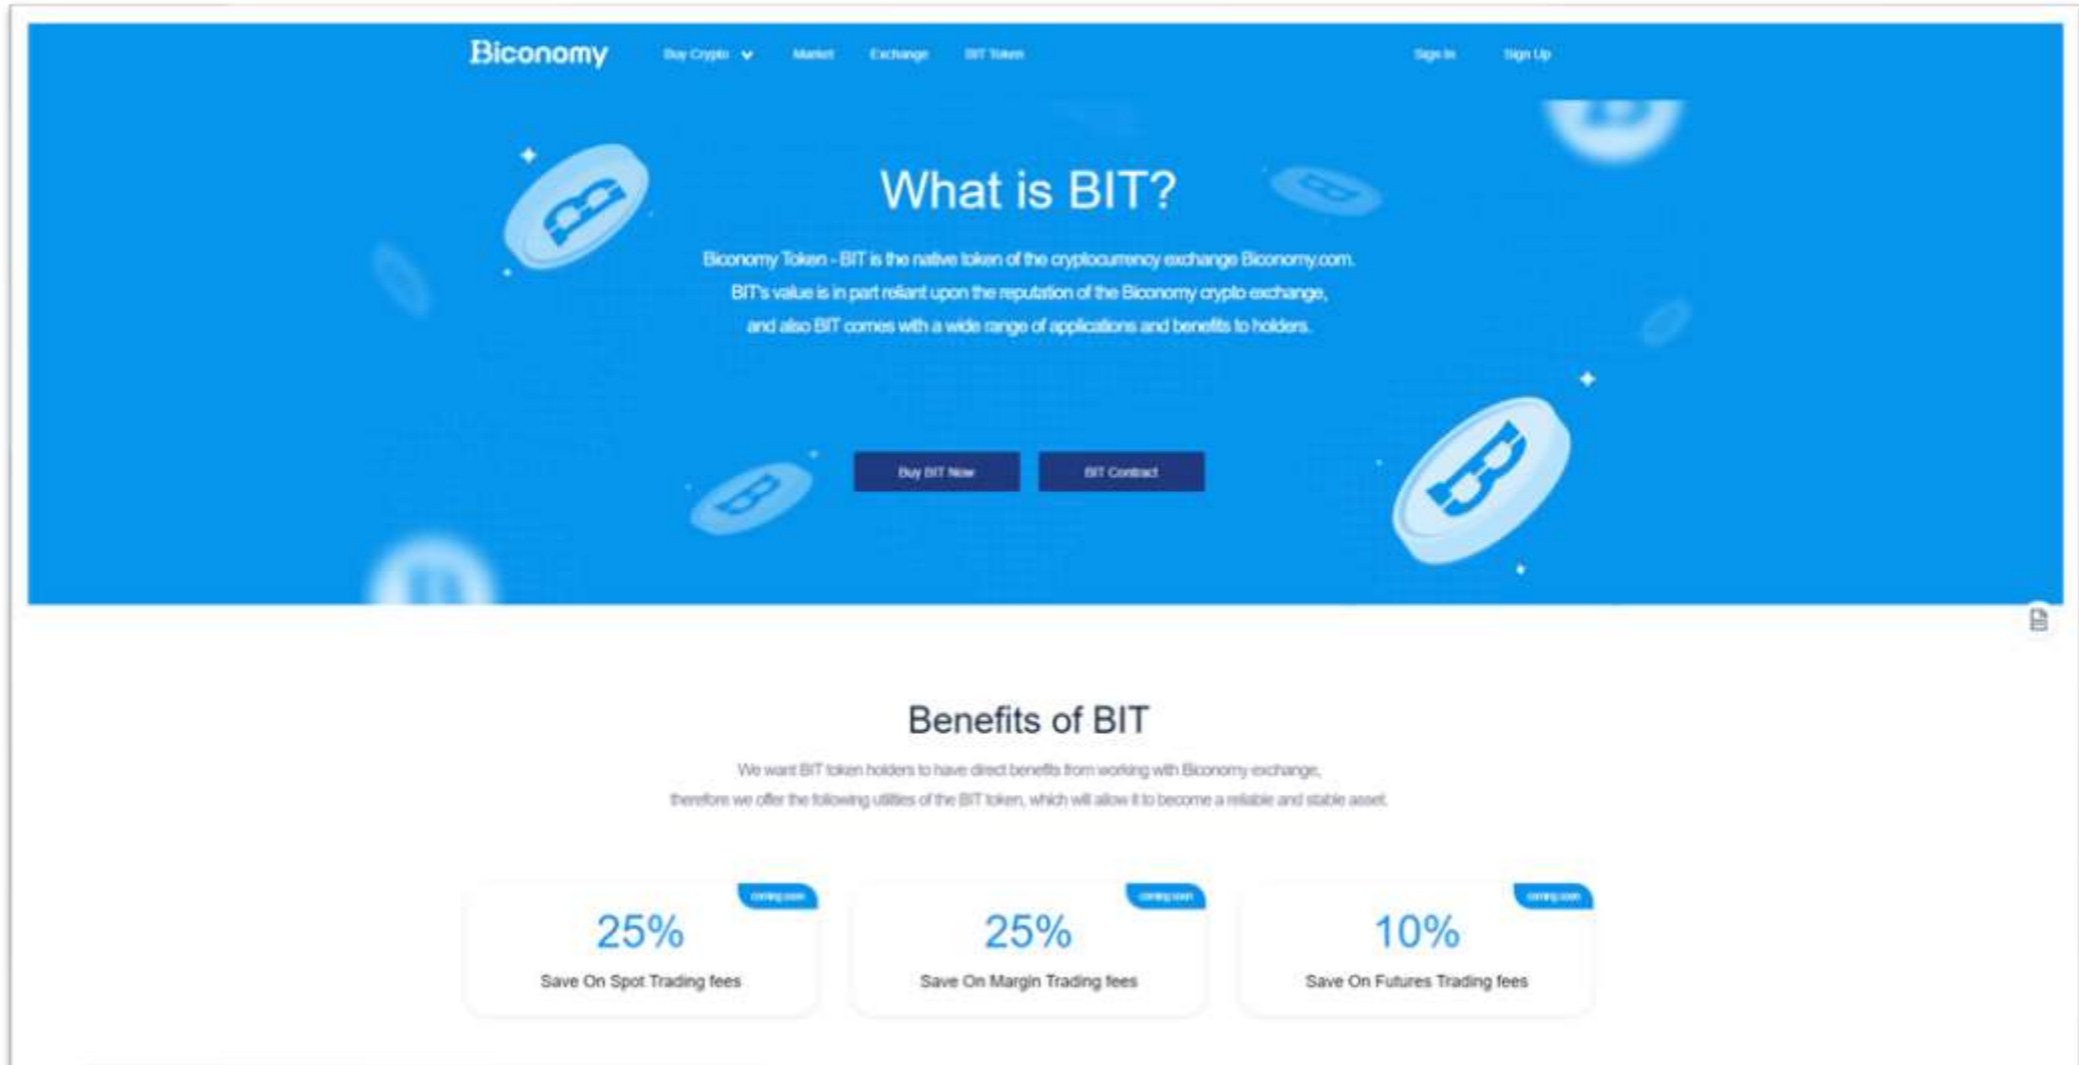 Biconomy
Buy Crypto Market Exchange BIT Token Sign In Sign Up
What is BIT?
Biconomy Token - BIT is the native token of the cryptocurrency exchange Biconomy.com.
BIT's value is in part reliant upon the reputation of the Biconomy crypto exchange,
and also BIT comes with a wide range of applications and benefits to holders.
Buy BIT Now BIT Contract
Benefits of BIT
We want BIT token holders to have direct benefits from working with Biconomy exchange,
therefore we offer the following utilities of the BIT token, which will allow it to become a reliable and stable asset.
coming soon coming soon coming soon
25% 25% 10%
Save On Spot Trading fees Save On Margin Trading fees Save On Futures Trading fees